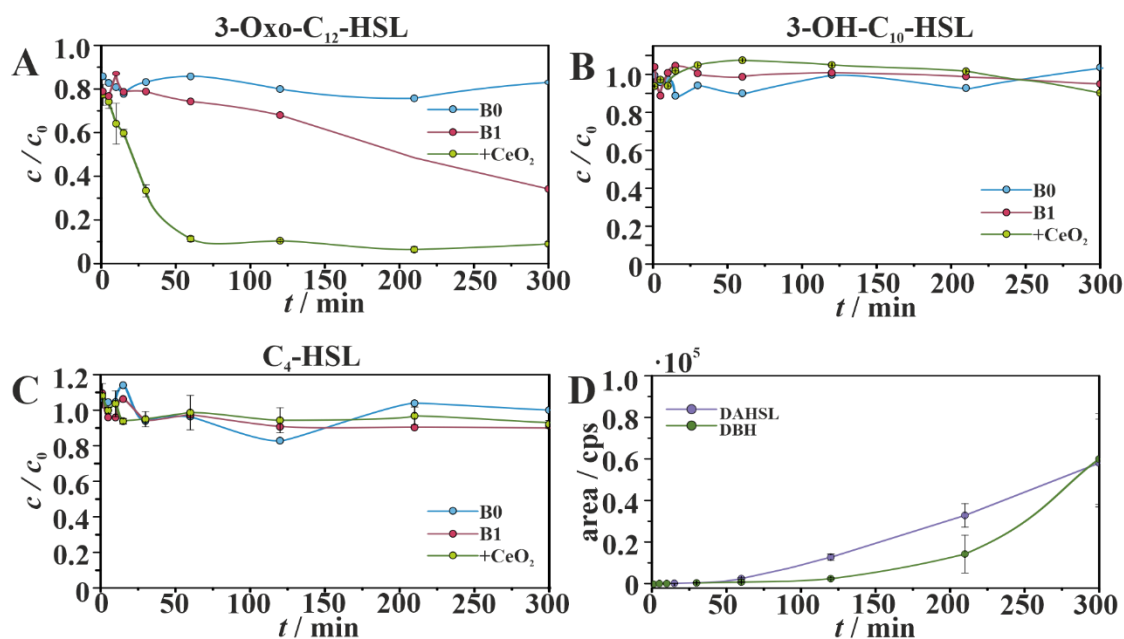 3-Oxo-C₁₂-HSL
A
c / c₀
1.0
0.8
0.6
0.4
0.2
0
B0
B1
+CeO₂
0 50 100 150 200 250 300
t / min
3-OH-C₁₀-HSL
B
c / c₀
1.0
0.8
0.6
0.4
0.2
0
B0
B1
+CeO₂
0 50 100 150 200 250 300
t / min
C₄-HSL
C
c / c₀
1.2
1.0
0.8
0.6
0.4
0.2
0
B0
B1
+CeO₂
0 50 100 150 200 250 300
t / min
·10⁵
D
area / cps
1.0
0.8
0.6
0.4
0.2
0
DAHSL
DBH
0 50 100 150 200 250 300
t / min